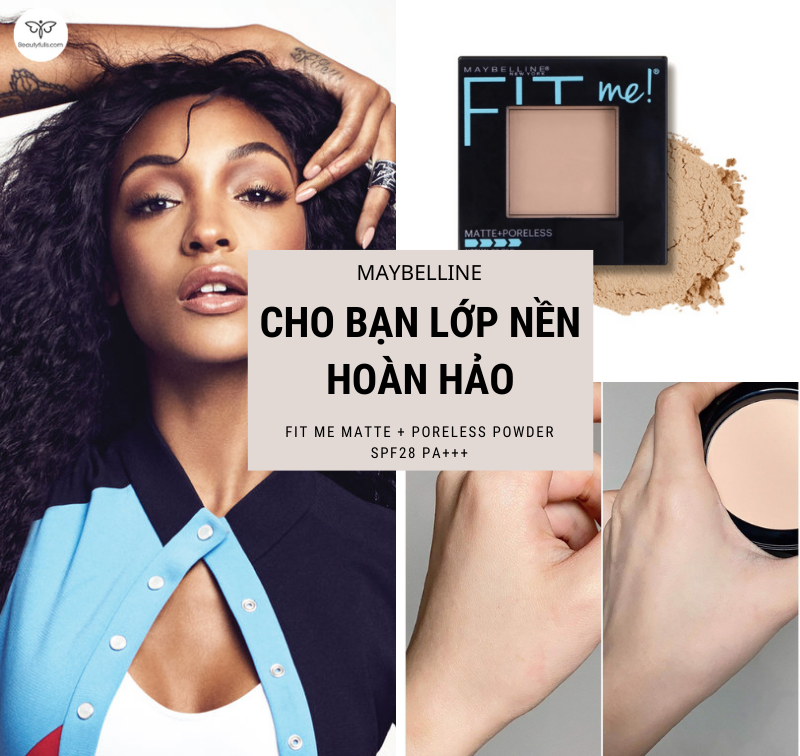 Beautyfulls.com
MAYBELLINE®
NEW YORK
FIT me!®
MATTE+PORELESS
MAYBELLINE
CHO BẠN LỚP NỀN
HOÀN HẢO
FIT ME MATTE + PORELESS POWDER
SPF28 PA+++